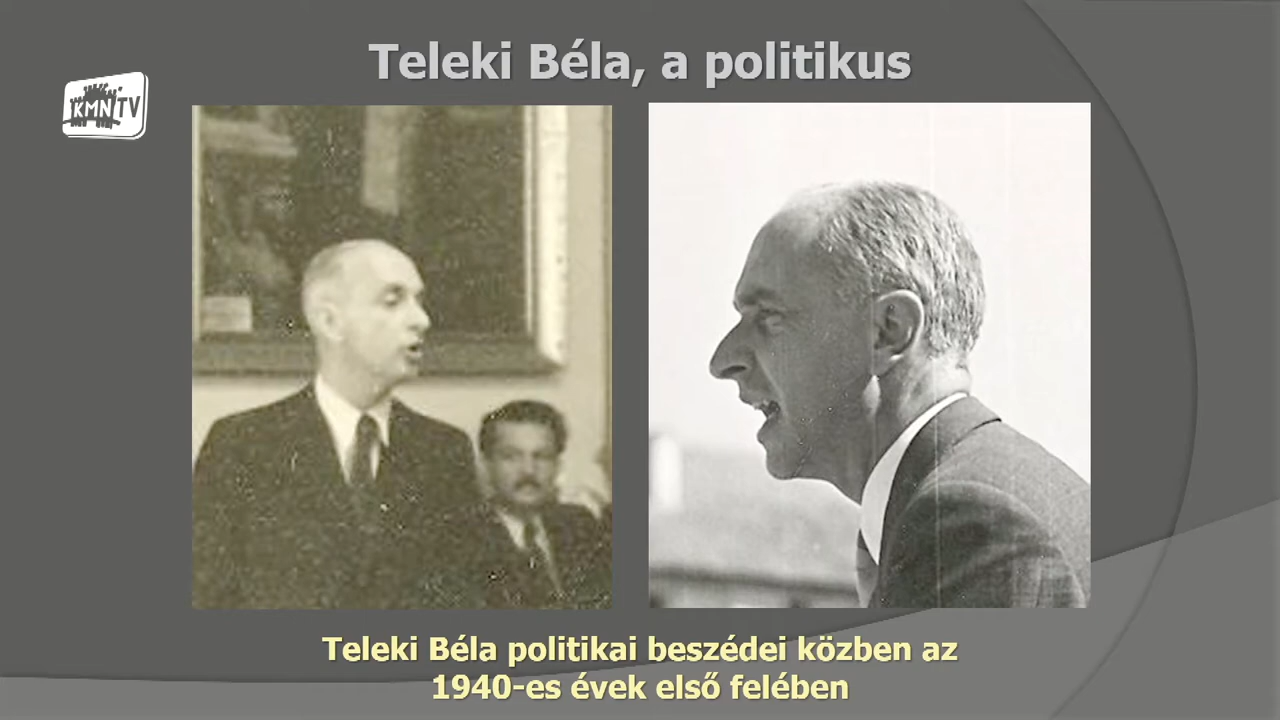 Teleki Béla, a politikus
KMN TV
Teleki Béla politikai beszédei közben az
1940-es évek első felében